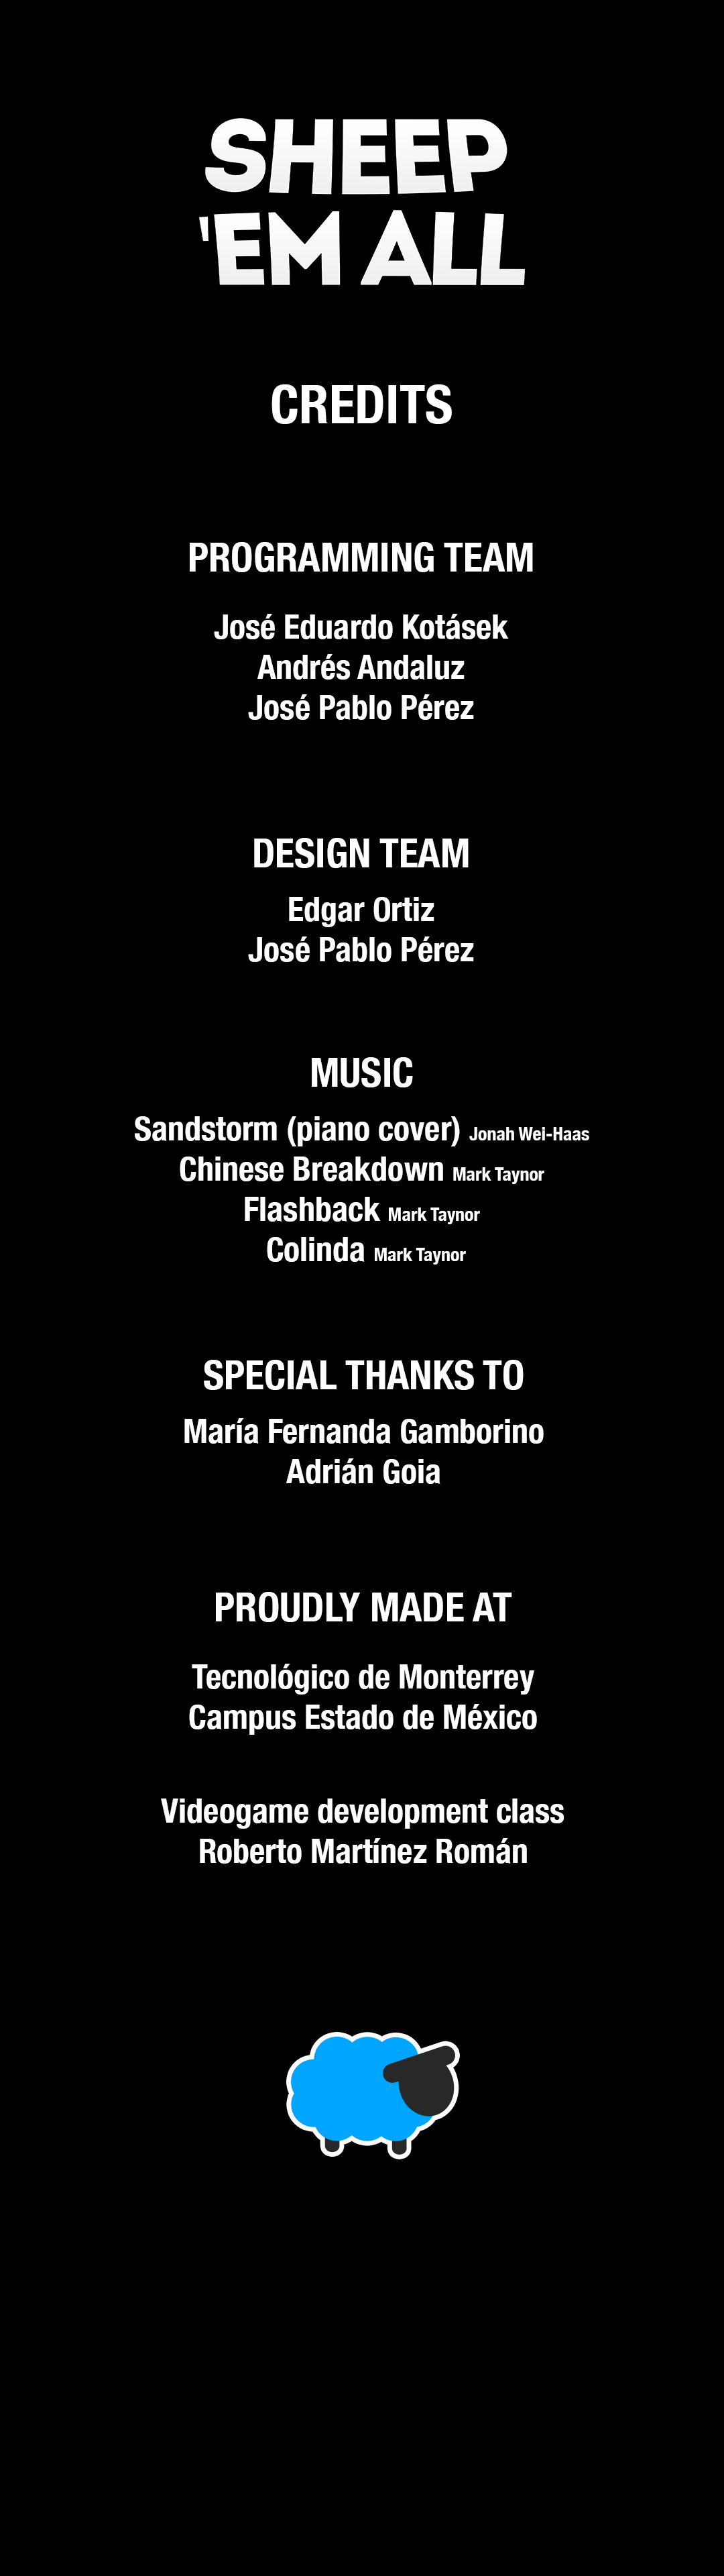 SHEEP
'EM ALL
CREDITS
PROGRAMMING TEAM
José Eduardo Kotásek
Andrés Andaluz
José Pablo Pérez
DESIGN TEAM
Edgar Ortiz
José Pablo Pérez
MUSIC
Sandstorm (piano cover) Jonah Wei-Haas
Chinese Breakdown Mark Taynor
Flashback Mark Taynor
Colinda Mark Taynor
SPECIAL THANKS TO
María Fernanda Gamborino
Adrián Goia
PROUDLY MADE AT
Tecnológico de Monterrey
Campus Estado de México
Videogame development class
Roberto Martínez Román